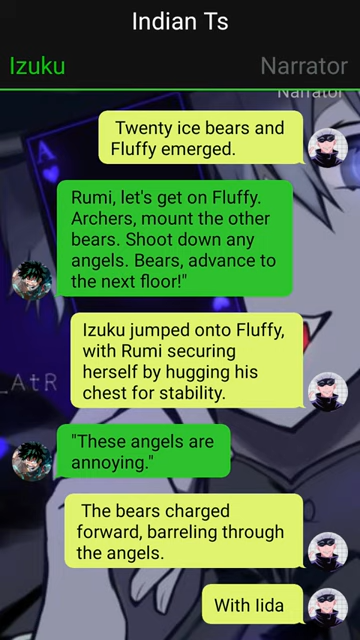 Indian Ts
Izuku
Narrator
Narrator
Twenty ice bears and
Fluffy emerged.
Rumi, let's get on Fluffy.
Archers, mount the other
bears. Shoot down any
angels. Bears, advance to
the next floor!"
Izuku jumped onto Fluffy,
with Rumi securing
herself by hugging his
chest for stability.
_AtR
"These angels are
annoying."
The bears charged
forward, barreling through
the angels.
With Iida